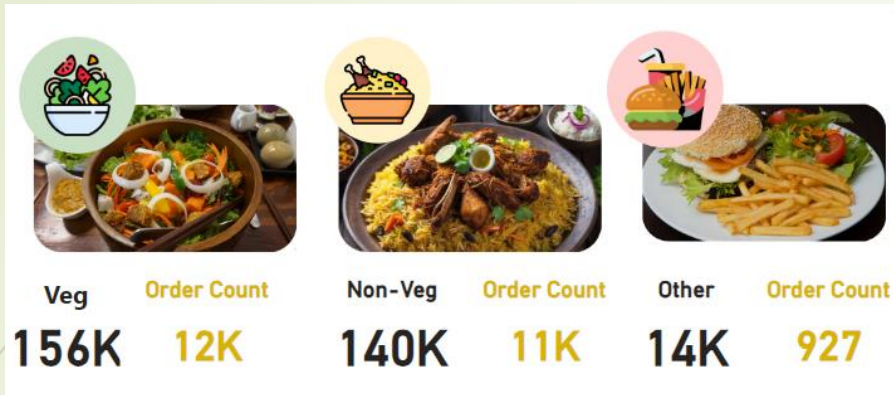 Veg Order Count
156K 12K
Non-Veg Order Count
140K 11K
Other Order Count
14K 927